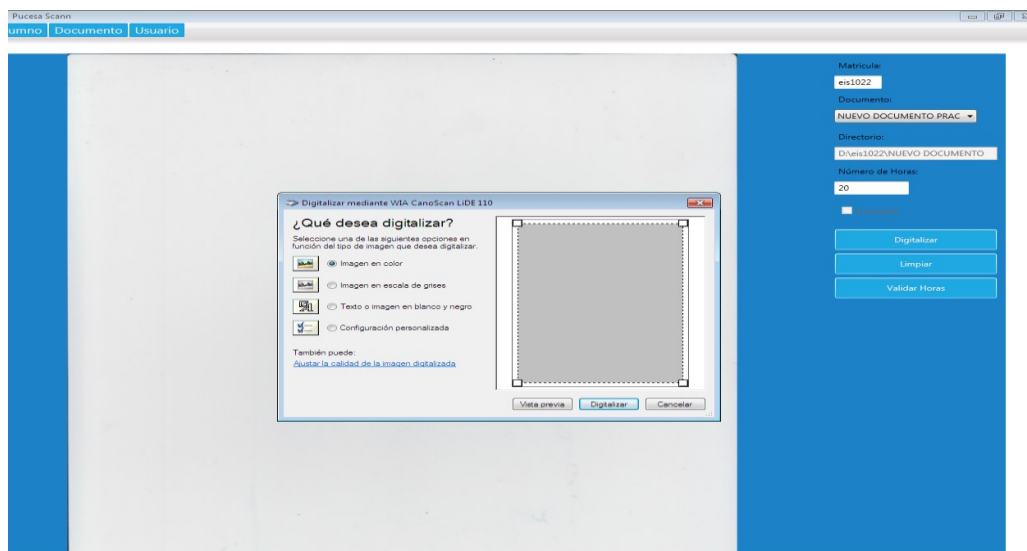 Pucesa Scann
umno Documento Usuario
Matricula:
eis1022
Documento:
NUEVO DOCUMENTO PRAC
Directorio:
D:\eis1022\NUEVO DOCUMENTO
Número de Horas:
20
Digitalizar
Limpiar
Validar Horas
Digitalizar mediante WIA CanoScan LiDE 110
¿Qué desea digitalizar?
Seleccione una de las siguientes opciones en
función del tipo de imagen que desea digitalizar.
Imagen en color
Imagen en escala de grises
Texto o imagen en blanco y negro
Configuración personalizada
También puede:
Ajustar la calidad de la imagen digitalizada
Vista previa Digitalizar Cancelar